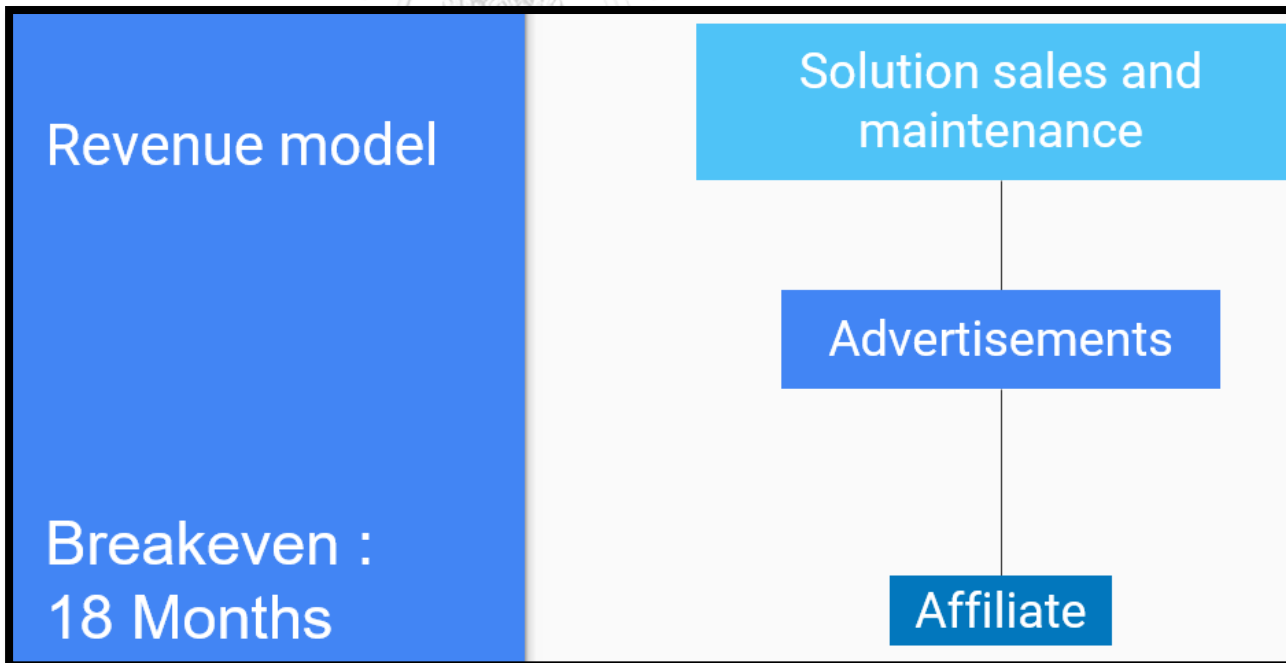 Revenue model
Breakeven :
18 Months
Solution sales and
maintenance
Advertisements
Affiliate